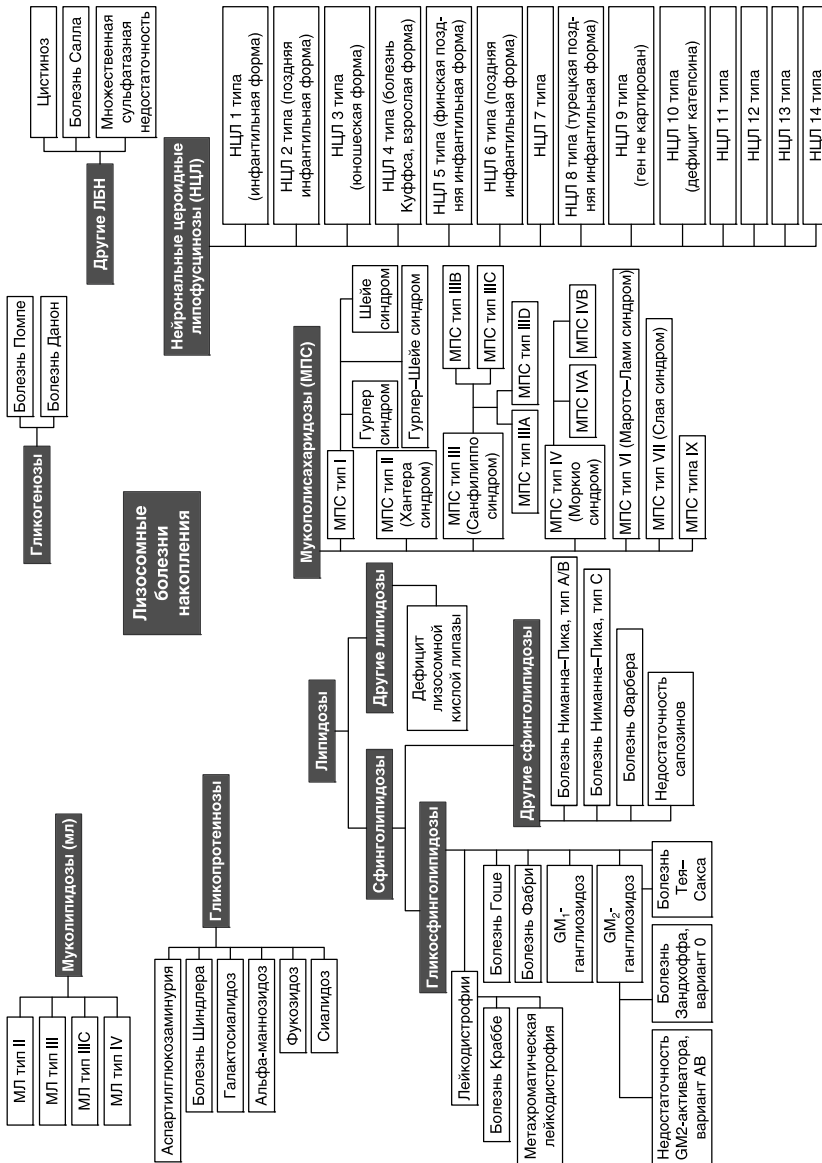 Лизосомные
болезни
накопления
Муколипидозы (мл)
МЛ тип II
МЛ тип III
МЛ тип IIIC
МЛ тип IV
Гликогенозы
Болезнь Помпе
Болезнь Данон
Другие ЛБН
Цистиноз
Болезнь Салла
Множественная
сульфатазная
недостаточность
Гликопротеинозы
Аспартилглюкозаминурия
Болезнь Шиндлера
Галактосиалидоз
Альфа-маннозидоз
Фукозидоз
Сиалидоз
Липидозы
Сфинголипидозы
Другие липидозы
Дефицит
лизосомной
кислой липазы
Гликосфинголипидозы
Лейкодистрофии
Болезнь Краббе
Метахроматическая
лейкодистрофия
Болезнь Гоше
Болезнь Фабри
GM₁-
ганглиозидоз
GM₂-
ганглиозидоз
Недостаточность
GM2-активатора,
вариант АВ
Болезнь
Зандхоффа,
вариант 0
Болезнь
Тея–
Сакса
Другие сфинголипидозы
Болезнь Ниманна–Пика, тип А/В
Болезнь Ниманна–Пика, тип С
Болезнь Фарбера
Недостаточность
сапозинов
Мукополисахаридозы (МПС)
МПС тип I
Гурлер
синдром
Шейе
синдром
Гурлер–Шейе синдром
МПС тип II
(Хантера
синдром)
МПС тип III
(Санфилиппо
синдром)
МПС тип IIIA
МПС тип IIIB
МПС тип IIIC
МПС тип IIID
МПС тип IV
(Моркио
синдром)
МПС IVA
МПС IVB
МПС тип VI (Марото–Лами синдром)
МПС тип VII (Слая синдром)
МПС типа IX
Нейрональные цероидные
липофусцинозы (НЦЛ)
НЦЛ 1 типа
(инфантильная форма)
НЦЛ 2 типа (поздняя
инфантильная форма)
НЦЛ 3 типа
(юношеская форма)
НЦЛ 4 типа (болезнь
Куффса, взрослая форма)
НЦЛ 5 типа (финская позд-
няя инфантильная форма)
НЦЛ 6 типа (поздняя
инфантильная форма)
НЦЛ 7 типа
НЦЛ 8 типа (турецкая позд-
няя инфантильная форма)
НЦЛ 9 типа
(ген не картирован)
НЦЛ 10 типа
(дефицит катепсина)
НЦЛ 11 типа
НЦЛ 12 типа
НЦЛ 13 типа
НЦЛ 14 типа